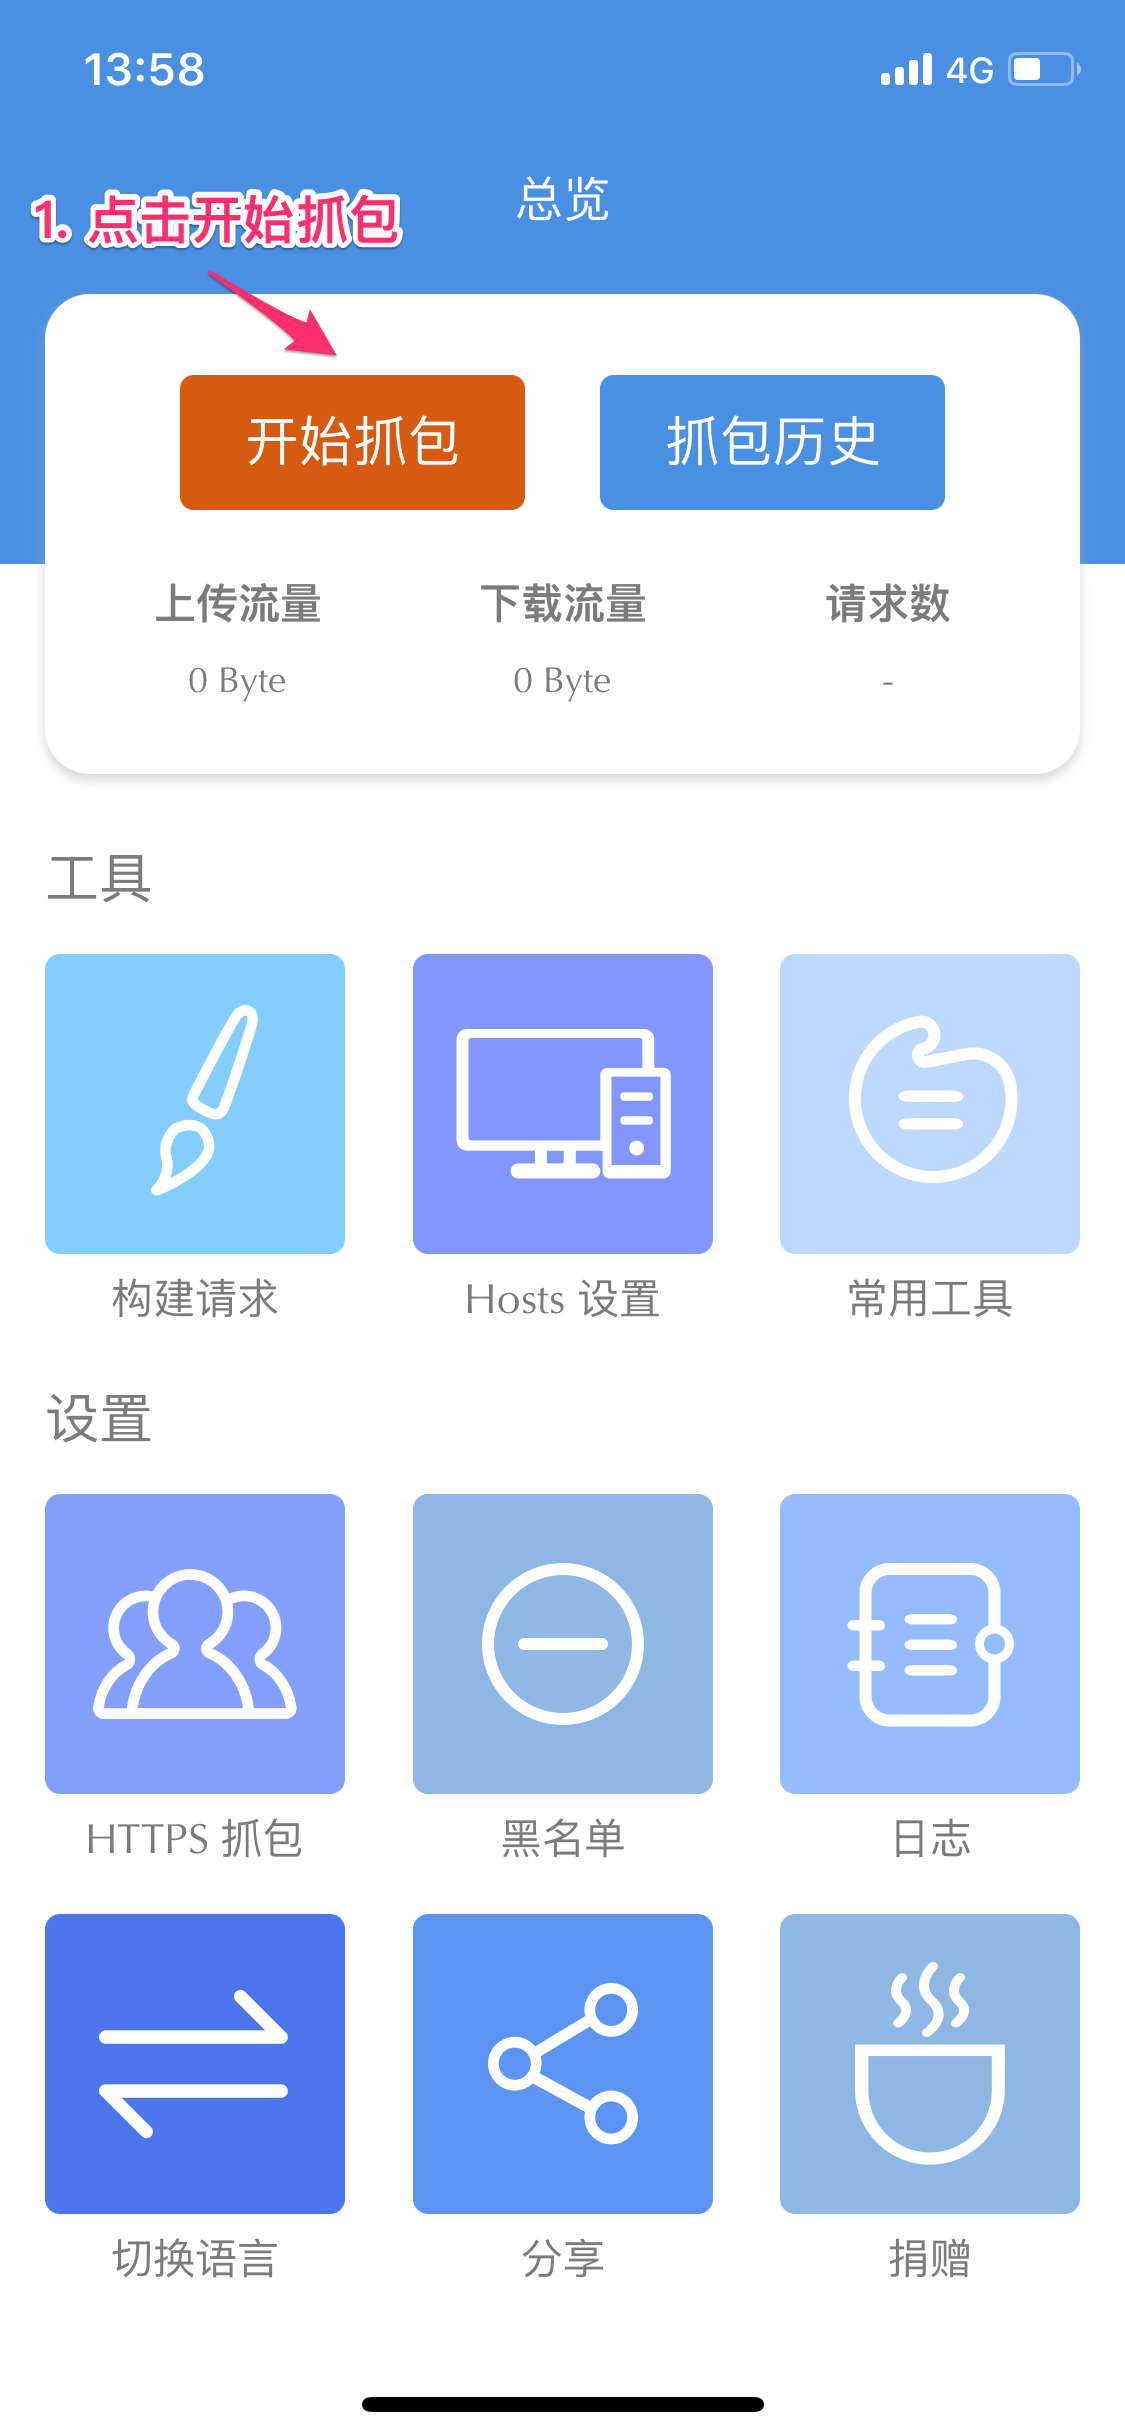 13:58
4G
总览
1. 点击开始抓包
开始抓包
抓包历史
上传流量
下载流量
请求数
0 Byte
0 Byte
-
工具
构建请求
Hosts 设置
常用工具
设置
HTTPS 抓包
黑名单
日志
切换语言
分享
捐赠